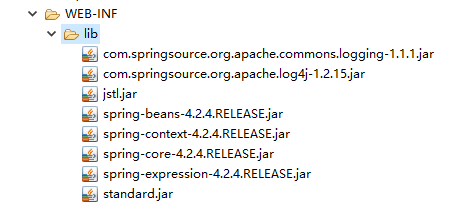 WEB-INF
lib
com.springsource.org.apache.commons.logging-1.1.1.jar
com.springsource.org.apache.log4j-1.2.15.jar
jstl.jar
spring-beans-4.2.4.RELEASE.jar
spring-context-4.2.4.RELEASE.jar
spring-core-4.2.4.RELEASE.jar
spring-expression-4.2.4.RELEASE.jar
standard.jar